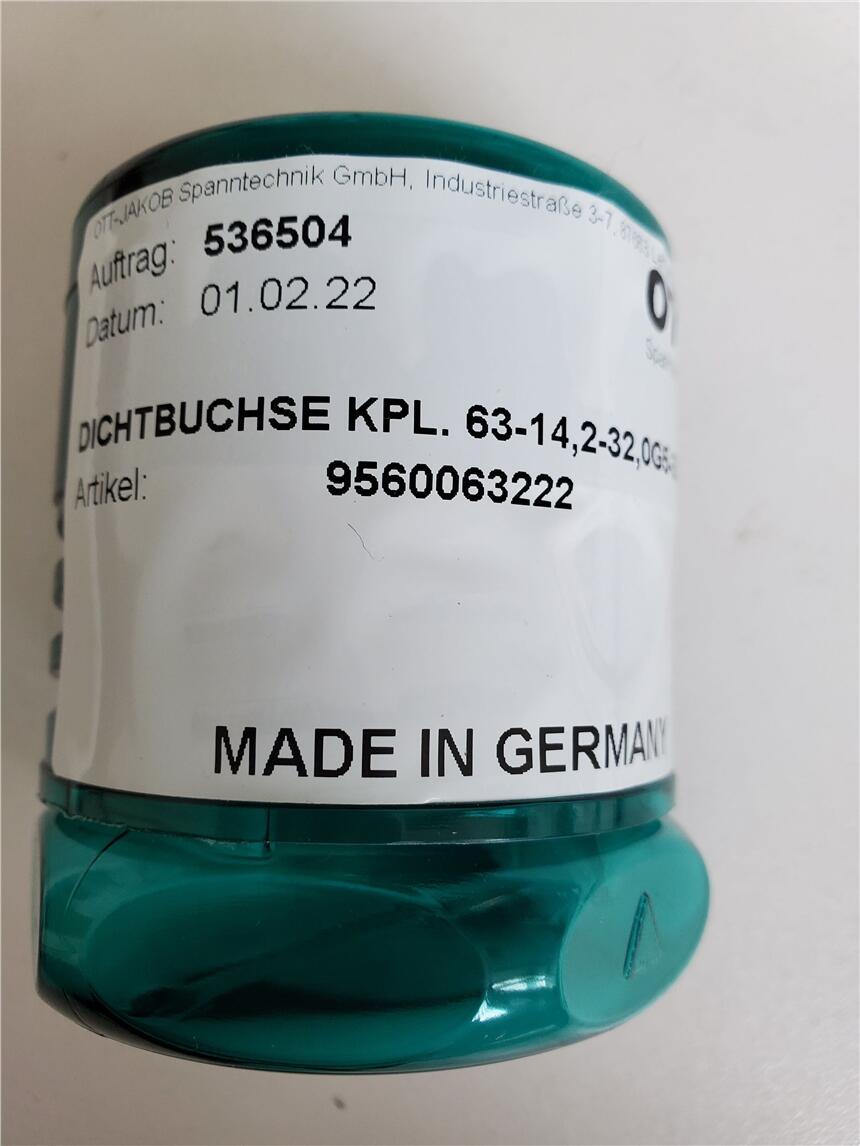 OTT-JAKOB Spanntechnik GmbH, Industriestraße 3-7,
Auftrag: 536504
Datum: 01.02.22
DICHTBUCHSE KPL. 63-14,2-32,0G5
Artikel: 9560063222
MADE IN GERMANY